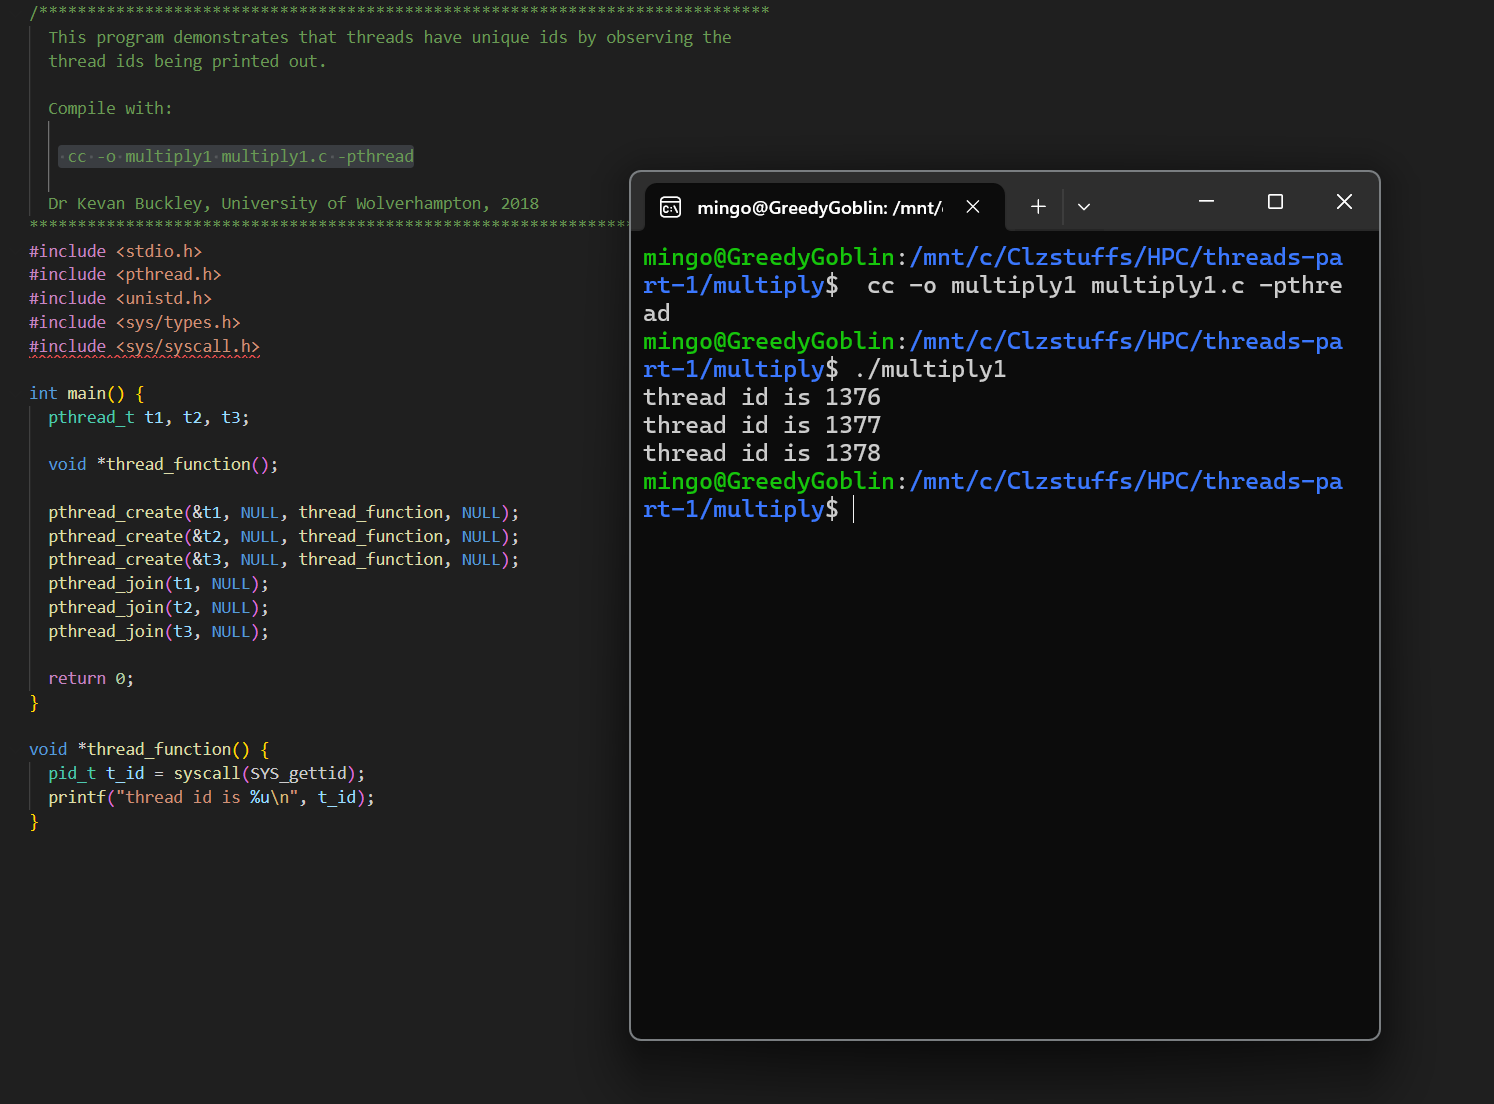 /****************************************************************************
This program demonstrates that threads have unique ids by observing the
thread ids being printed out.
Compile with:
cc -o multiply1 multiply1.c -pthread
Dr Kevan Buckley, University of Wolverhampton, 2018
***************************************************************
#include <stdio.h>
#include <pthread.h>
#include <unistd.h>
#include <sys/types.h>
#include <sys/syscall.h>
int main() {
pthread_t t1, t2, t3;
void *thread_function();
pthread_create(&t1, NULL, thread_function, NULL);
pthread_create(&t2, NULL, thread_function, NULL);
pthread_create(&t3, NULL, thread_function, NULL);
pthread_join(t1, NULL);
pthread_join(t2, NULL);
pthread_join(t3, NULL);
return 0;
}
void *thread_function() {
pid_t t_id = syscall(SYS_gettid);
printf("thread id is %u\n", t_id);
}
mingo@GreedyGoblin: /mnt/
mingo@GreedyGoblin:/mnt/c/Clzstuffs/HPC/threads-pa
rt-1/multiply$  cc -o multiply1 multiply1.c -pthre
ad
mingo@GreedyGoblin:/mnt/c/Clzstuffs/HPC/threads-pa
rt-1/multiply$ ./multiply1
thread id is 1376
thread id is 1377
thread id is 1378
mingo@GreedyGoblin:/mnt/c/Clzstuffs/HPC/threads-pa
rt-1/multiply$